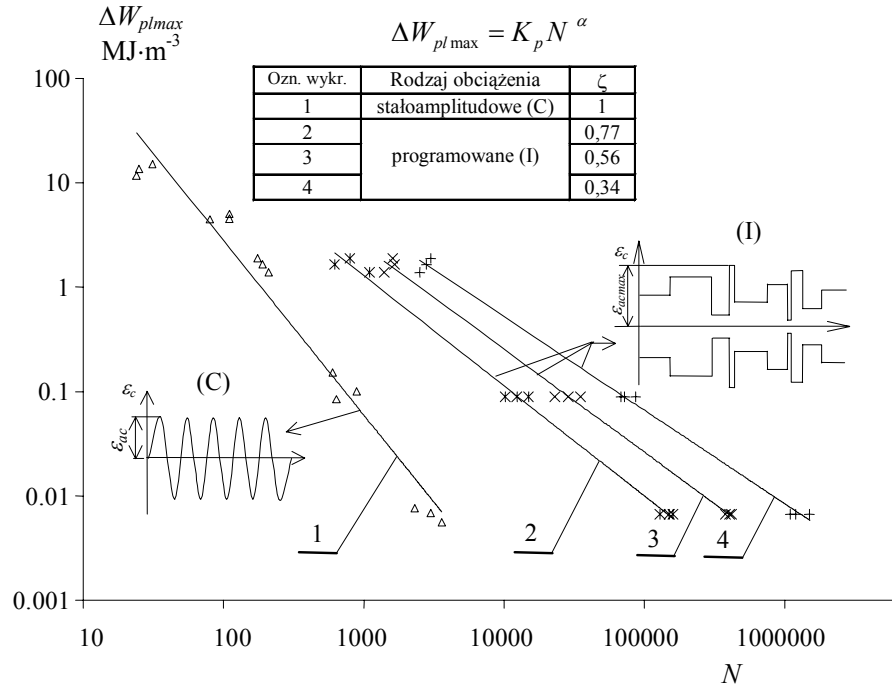 ΔW_plmax
MJ·m⁻³
ΔW_plmax = K_p N^α
Ozn. wykr. Rodzaj obciążenia ζ
1 stałoamplitudowe (C) 1
2 programowane (I) 0,77
3 0,56
4 0,34
100
10
1
0.1
0.01
0.001
10 100 1000 10000 100000 1000000
N
(I)
ε_c
ε_acmax
(C)
ε_c
ε_ac
1 2 3 4